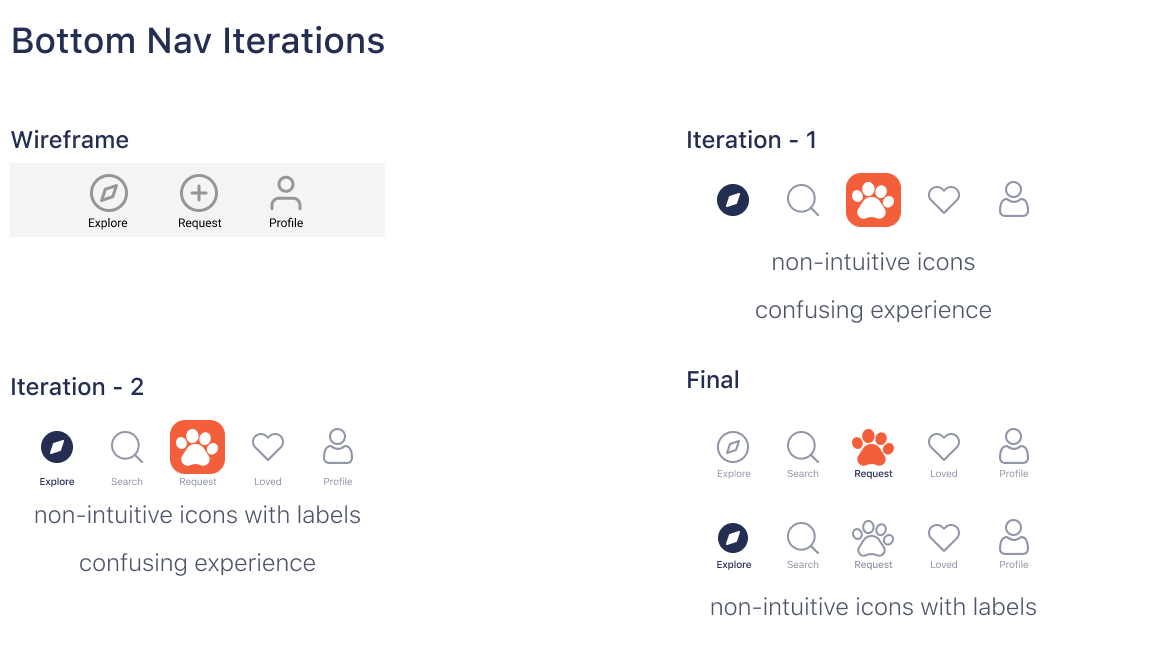 Bottom Nav Iterations
Wireframe
Explore Request Profile
Iteration - 1
non-intuitive icons
confusing experience
Iteration - 2
Explore Search Request Loved Profile
non-intuitive icons with labels
confusing experience
Final
Explore Search Request Loved Profile
Explore Search Request Loved Profile
non-intuitive icons with labels